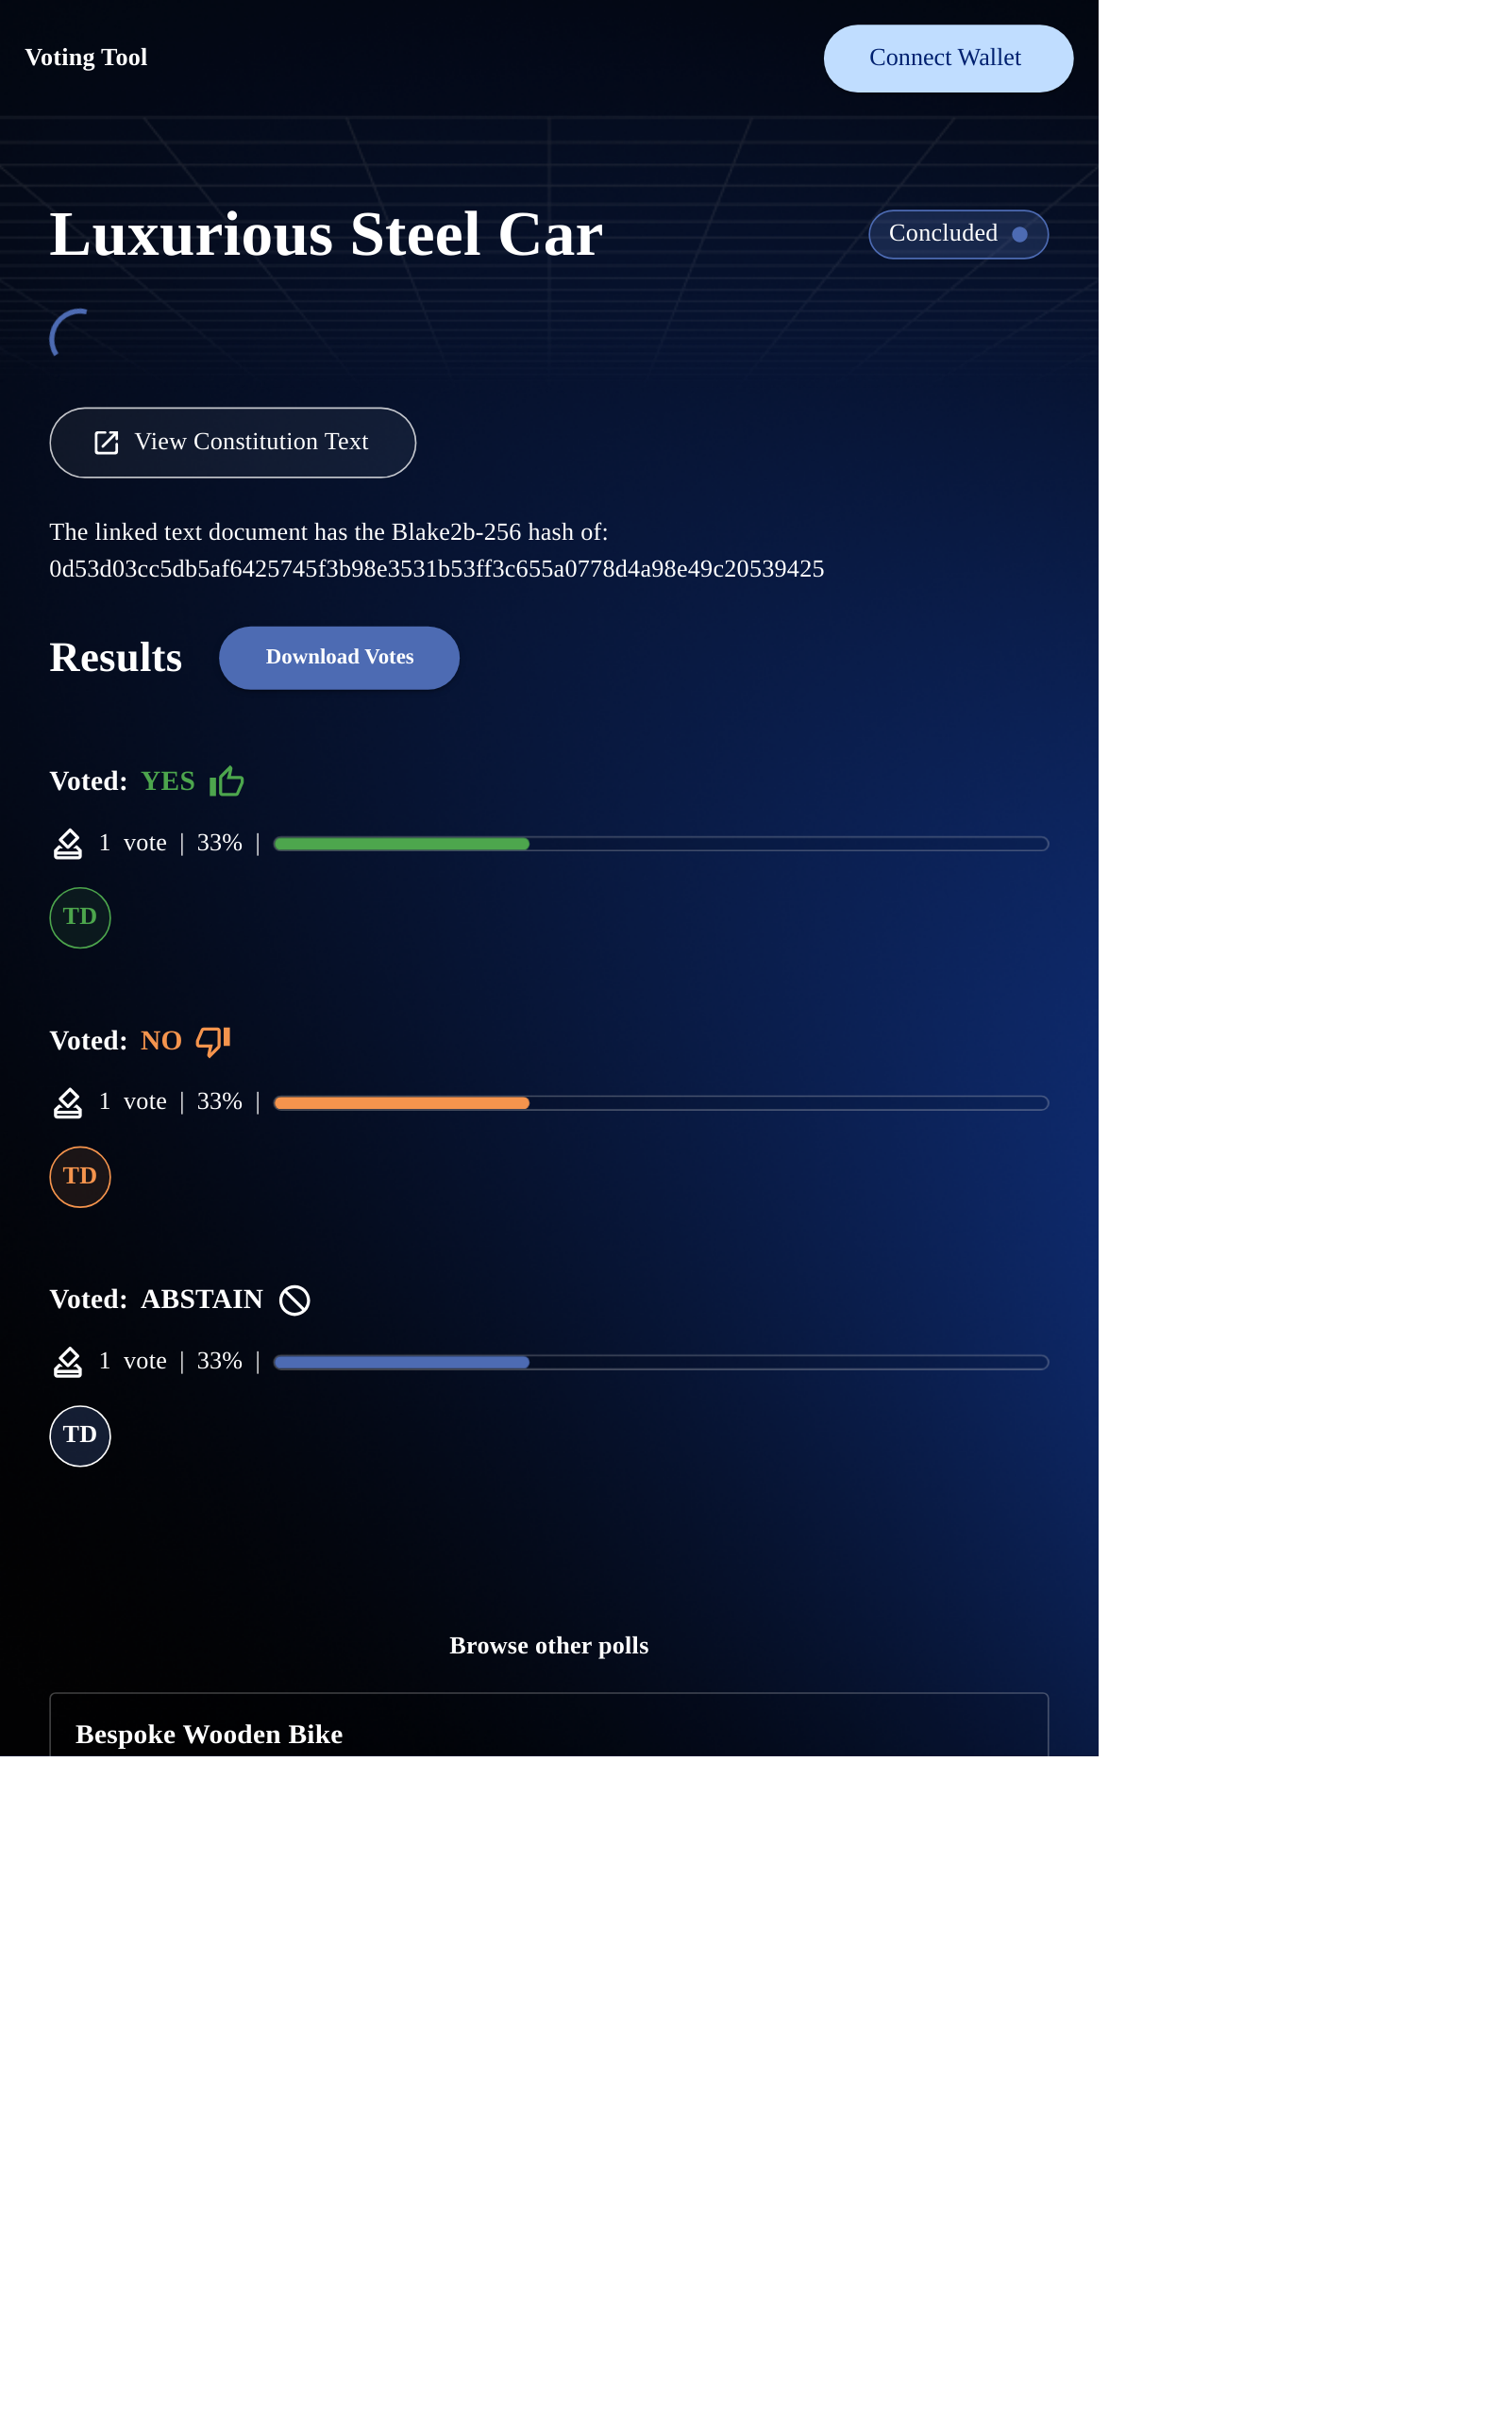 Voting Tool
Connect Wallet
Luxurious Steel Car
Concluded
View Constitution Text
The linked text document has the Blake2b-256 hash of:
0d53d03cc5db5af6425745f3b98e3531b53ff3c655a0778d4a98e49c20539425
Results
Download Votes
Voted: YES
1 vote | 33% |
TD
Voted: NO
1 vote | 33% |
TD
Voted: ABSTAIN
1 vote | 33% |
TD
Browse other polls
Bespoke Wooden Bike